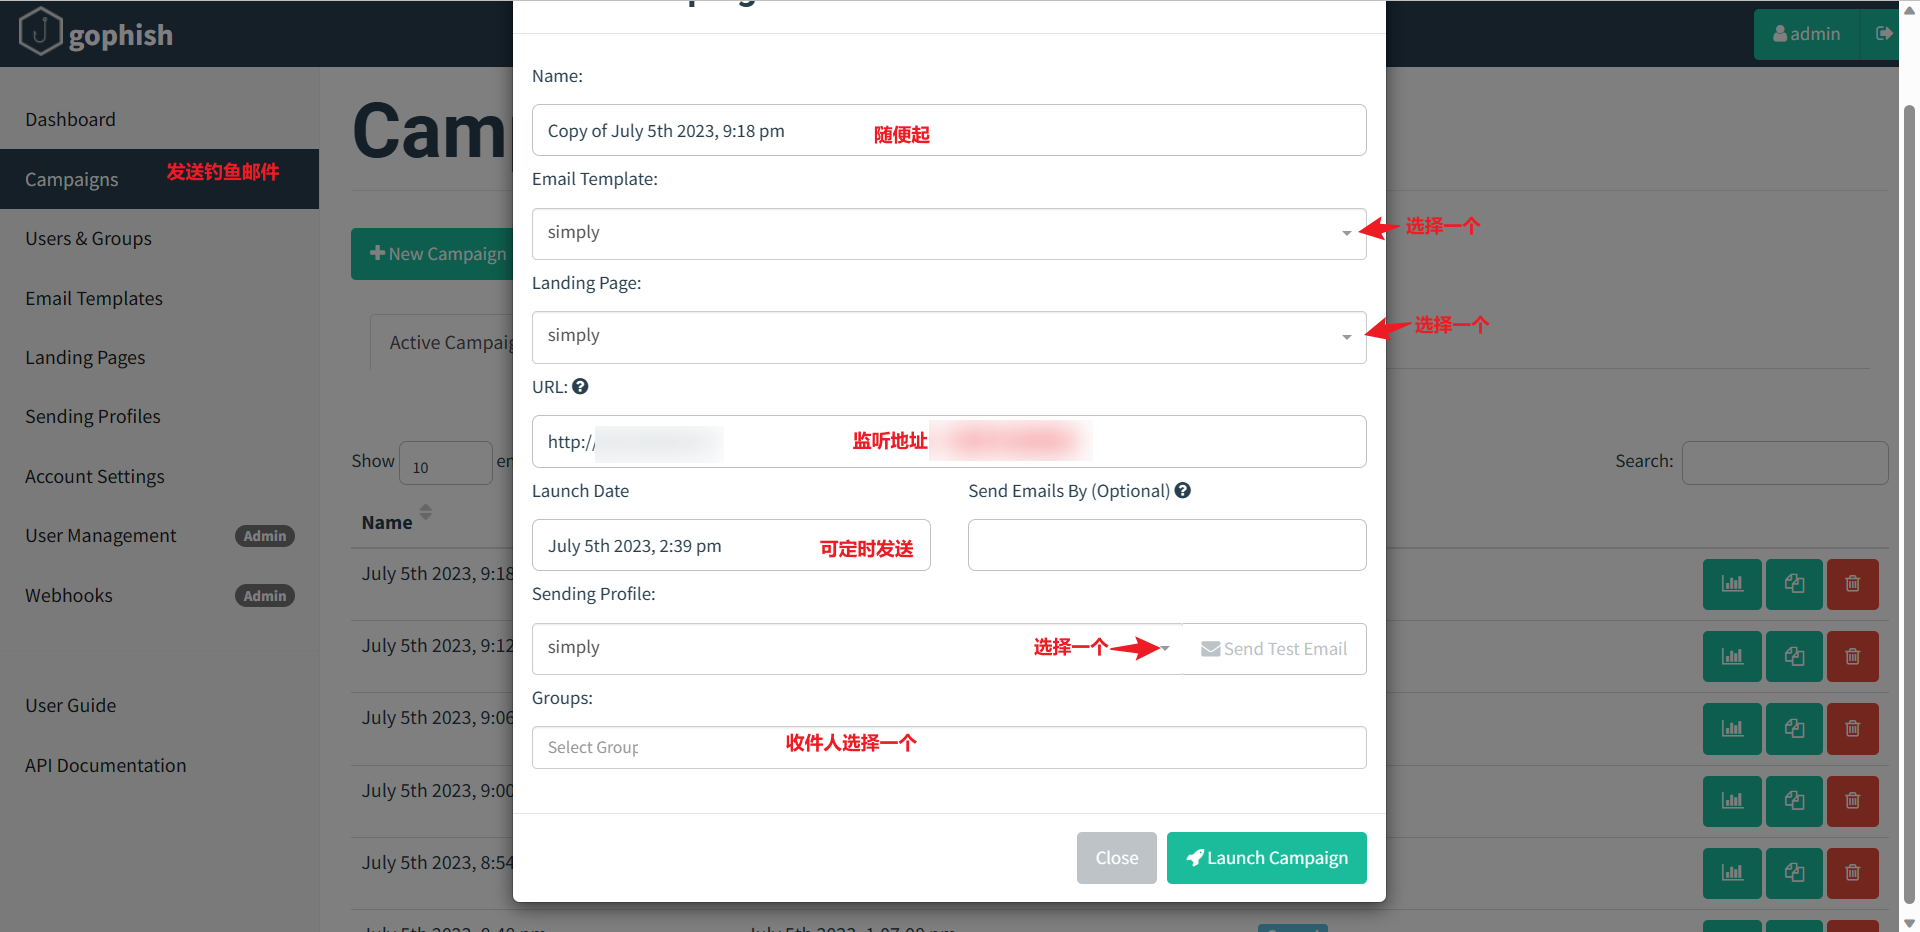 gophish
admin
Dashboard
Campaigns 发送钓鱼邮件
Users & Groups
Email Templates
Landing Pages
Sending Profiles
Account Settings
User Management Admin
Webhooks Admin
User Guide
API Documentation
Cam
New Campaign
Active Campaig
Show 10 en
Search:
Name
July 5th 2023, 9:18
July 5th 2023, 9:12
July 5th 2023, 9:06
July 5th 2023, 9:00
July 5th 2023, 8:54
Name:
Copy of July 5th 2023, 9:18 pm 随便起
Email Template:
simply 选择一个
Landing Page:
simply 选择一个
URL:
http:// 监听地址
Launch Date Send Emails By (Optional)
July 5th 2023, 2:39 pm 可定时发送
Sending Profile:
simply 选择一个 Send Test Email
Groups:
Select Group 收件人选择一个
Close Launch Campaign